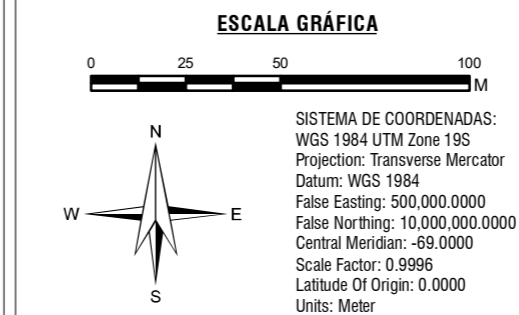 ESCALA GRÁFICA
0 25 50 100
M
N
W E
S
SISTEMA DE COORDENADAS:
WGS 1984 UTM Zone 19S
Projection: Transverse Mercator
Datum: WGS 1984
False Easting: 500,000.0000
False Northing: 10,000,000.0000
Central Meridian: -69.0000
Scale Factor: 0.9996
Latitude Of Origin: 0.0000
Units: Meter